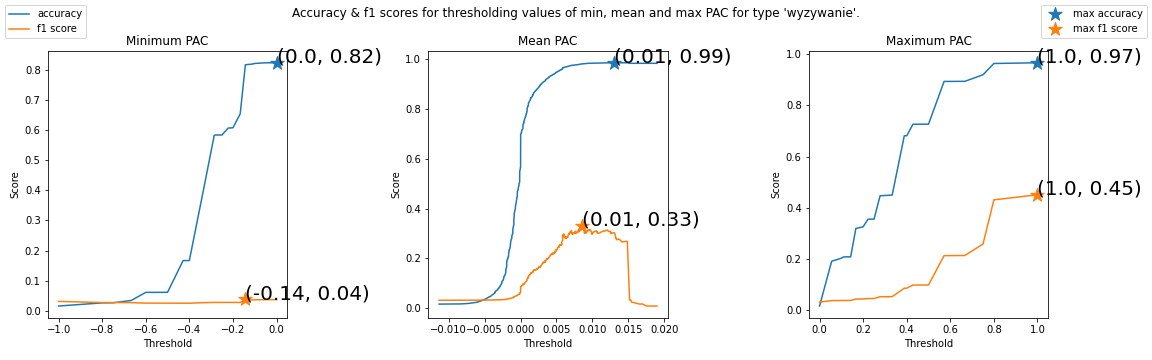 Accuracy & f1 scores for thresholding values of min, mean and max PAC for type 'wyzywanie'.
accuracy
f1 score
max accuracy
max f1 score
Minimum PAC
(0.0, 0.82)
(-0.14, 0.04)
Score
0.8
0.7
0.6
0.5
0.4
0.3
0.2
0.1
0.0
−1.0 −0.8 −0.6 −0.4 −0.2 0.0
Threshold
Mean PAC
(0.01, 0.99)
(0.01, 0.33)
Score
1.0
0.8
0.6
0.4
0.2
0.0
−0.010 −0.005 0.000 0.005 0.010 0.015 0.020
Threshold
Maximum PAC
(1.0, 0.97)
(1.0, 0.45)
Score
1.0
0.8
0.6
0.4
0.2
0.0
0.0 0.2 0.4 0.6 0.8 1.0
Threshold